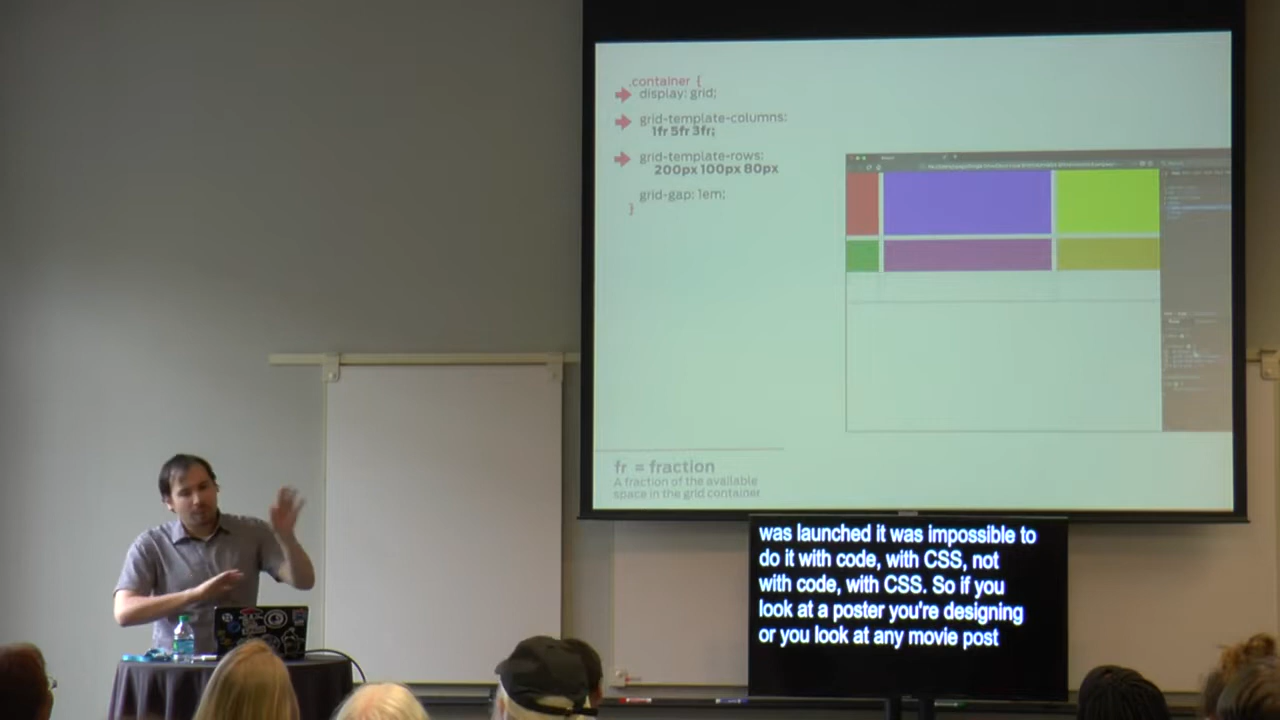 .container {
display: grid;
grid-template-columns:
1fr 5fr 3fr;
grid-template-rows:
200px 100px 80px
grid-gap: 1em;
}
fr = fraction
A fraction of the available
space in the grid container
was launched it was impossible to
do it with code, with CSS, not
with code, with CSS. So if you
look at a poster you're designing
or you look at any movie post